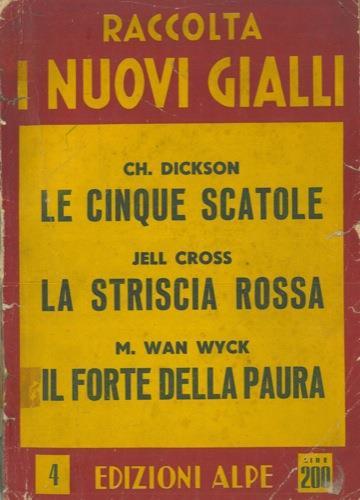 RACCOLTA
I NUOVI GIALLI
CH. DICKSON
LE CINQUE SCATOLE
JELL CROSS
LA STRISCIA ROSSA
M. WAN WYCK
IL FORTE DELLA PAURA
4 EDIZIONI ALPE LIRE 200